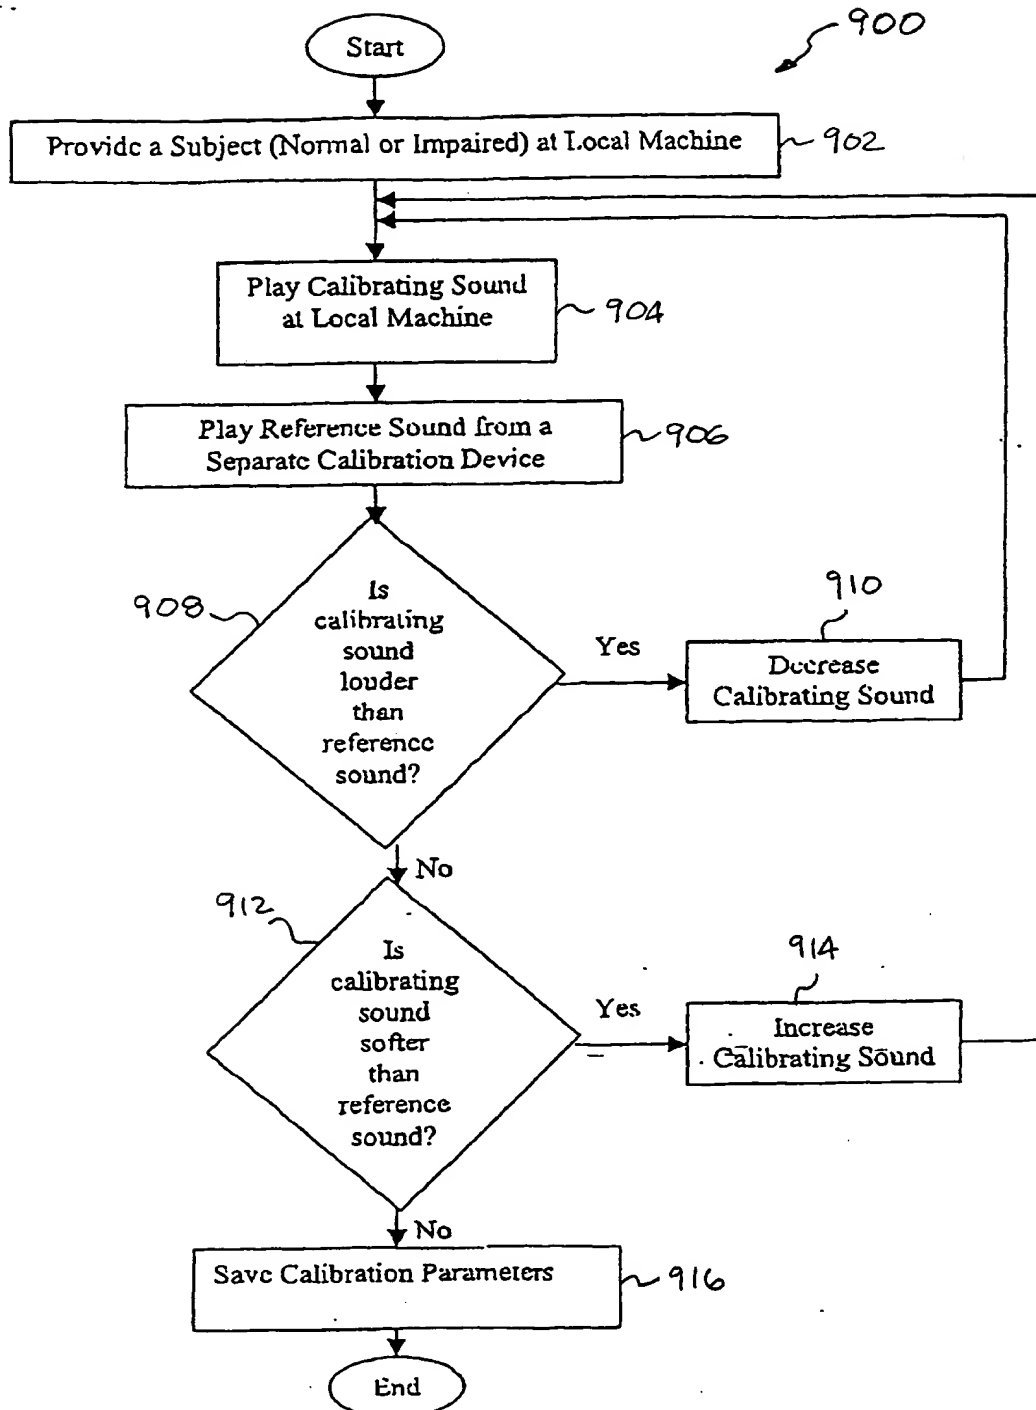 900
Start
Provide a Subject (Normal or Impaired) at Local Machine
902
Play Calibrating Sound
at Local Machine
904
Play Reference Sound from a
Separate Calibration Device
906
908
Is
calibrating
sound
louder
than
reference
sound?
Yes
910
Decrease
Calibrating Sound
No
912
Is
calibrating
sound
softer
than
reference
sound?
Yes
914
Increase
Calibrating Sound
No
Save Calibration Parameters
916
End